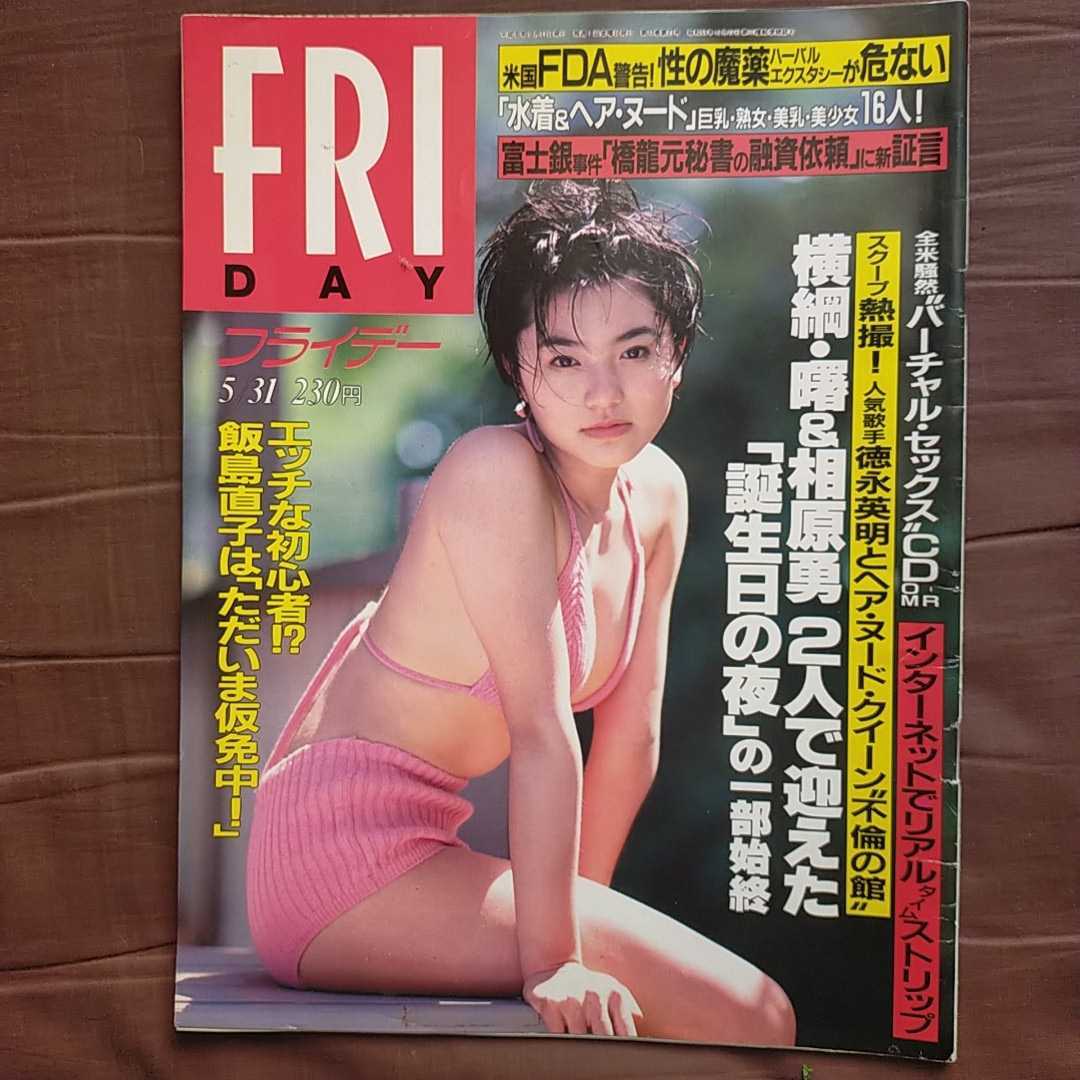 FRI
DAY
フライデー
5/31 230円
米国FDA警告!性の魔薬ハーバルエクスタシーが危ない
「水着&ヘア・ヌード」巨乳・熟女・美乳・美少女16人!
富士銀事件「橋龍元秘書の融資依頼」に新証言
全米騒然“バーチャル・セックス”CD-ROM
インターネットでリアルタイムストリップ
スクープ熱撮!人気歌手徳永英明とヘア・ヌード・クイーン“不倫の館”
横綱・曙&相原勇 2人で迎えた
「誕生日の夜」の一部始終
エッチな初心者!?
飯島直子は「ただいま仮免中!」